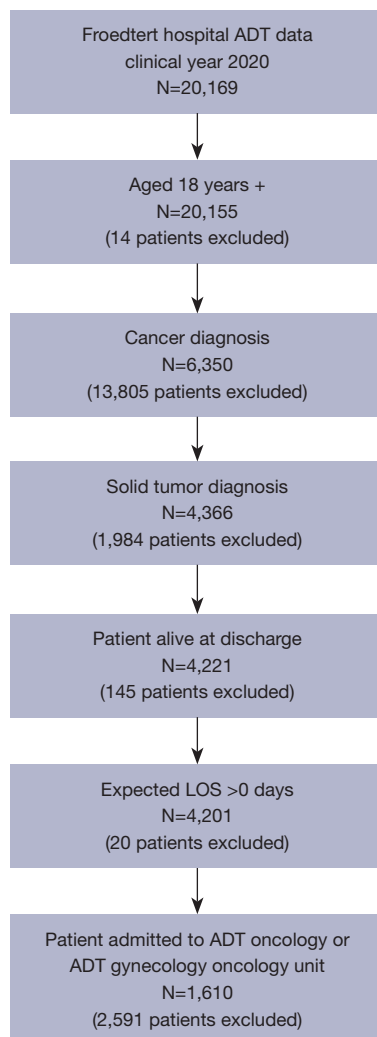 Froedtert hospital ADT data
clinical year 2020
N=20,169
Aged 18 years +
N=20,155
(14 patients excluded)
Cancer diagnosis
N=6,350
(13,805 patients excluded)
Solid tumor diagnosis
N=4,366
(1,984 patients excluded)
Patient alive at discharge
N=4,221
(145 patients excluded)
Expected LOS >0 days
N=4,201
(20 patients excluded)
Patient admitted to ADT oncology or
ADT gynecology oncology unit
N=1,610
(2,591 patients excluded)